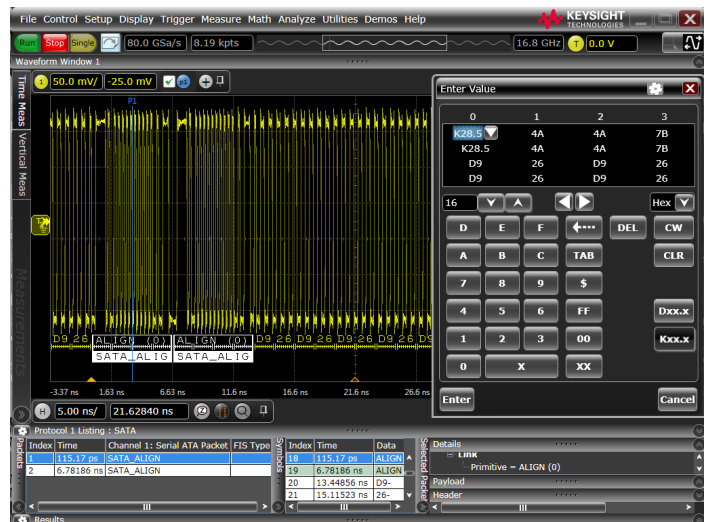 File Control Setup Display Trigger Measure Math Analyze Utilities Demos Help
KEYSIGHT
TECHNOLOGIES
X
Run Stop Single 80.0 GSa/s 8.19 kpts 16.8 GHz T 0.0 V
Waveform Window 1
1 50.0 mV/ -25.0 mV p1
Time Meas
Vertical Meas
Measurements
P1
D9 26 ALIGN (0) ALIGN (0) D9 26 D9 26 D9 26 D9 26 D9
SATA_ALIG SATA_ALIG
-3.37 ns 1.63 ns 6.63 ns 11.6 ns 16.6 ns 21.6 ns 26.6 ns
H 5.00 ns/ 21.62840 ns
Enter Value
X
0 1 2 3
K28.5 4A 4A 7B
K28.5 4A 4A 7B
D9 26 D9 26
D9 26 D9 26
16 Hex
D E F DEL CW
A B C TAB CLR
7 8 9 $
4 5 6 FF Dxx.x
1 2 3 00 Kxx.x
0 X XX
Enter Cancel
Protocol 1 Listing : SATA
Packets
Index Time Channel 1: Serial ATA Packet FIS Type
1 115.17 ps SATA_ALIGN
2 6.78186 ns SATA_ALIGN
Symbols
Index Time Data
18 115.17 ps ALIGN
19 6.78186 ns ALIGN
20 13.44856 ns D9-
21 15.11523 ns 26-
Selected Packet
Details
Link
Primitive = ALIGN (0)
Payload
Header
Results